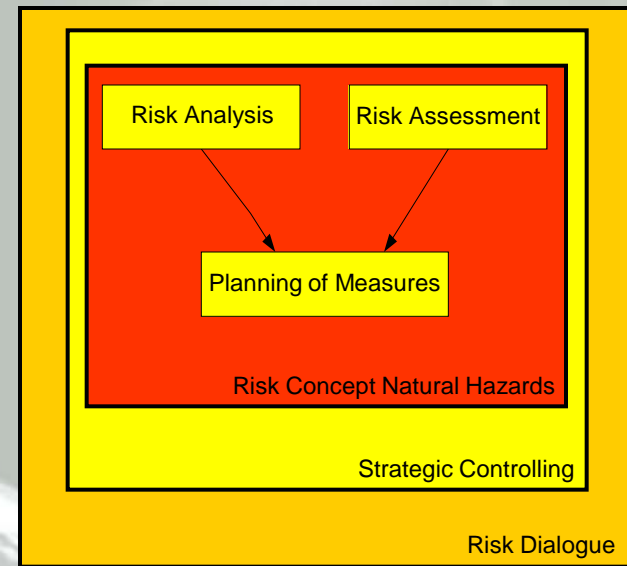 Risk Analysis
Risk Assessment
Planning of Measures
Risk Concept Natural Hazards
Strategic Controlling
Risk Dialogue